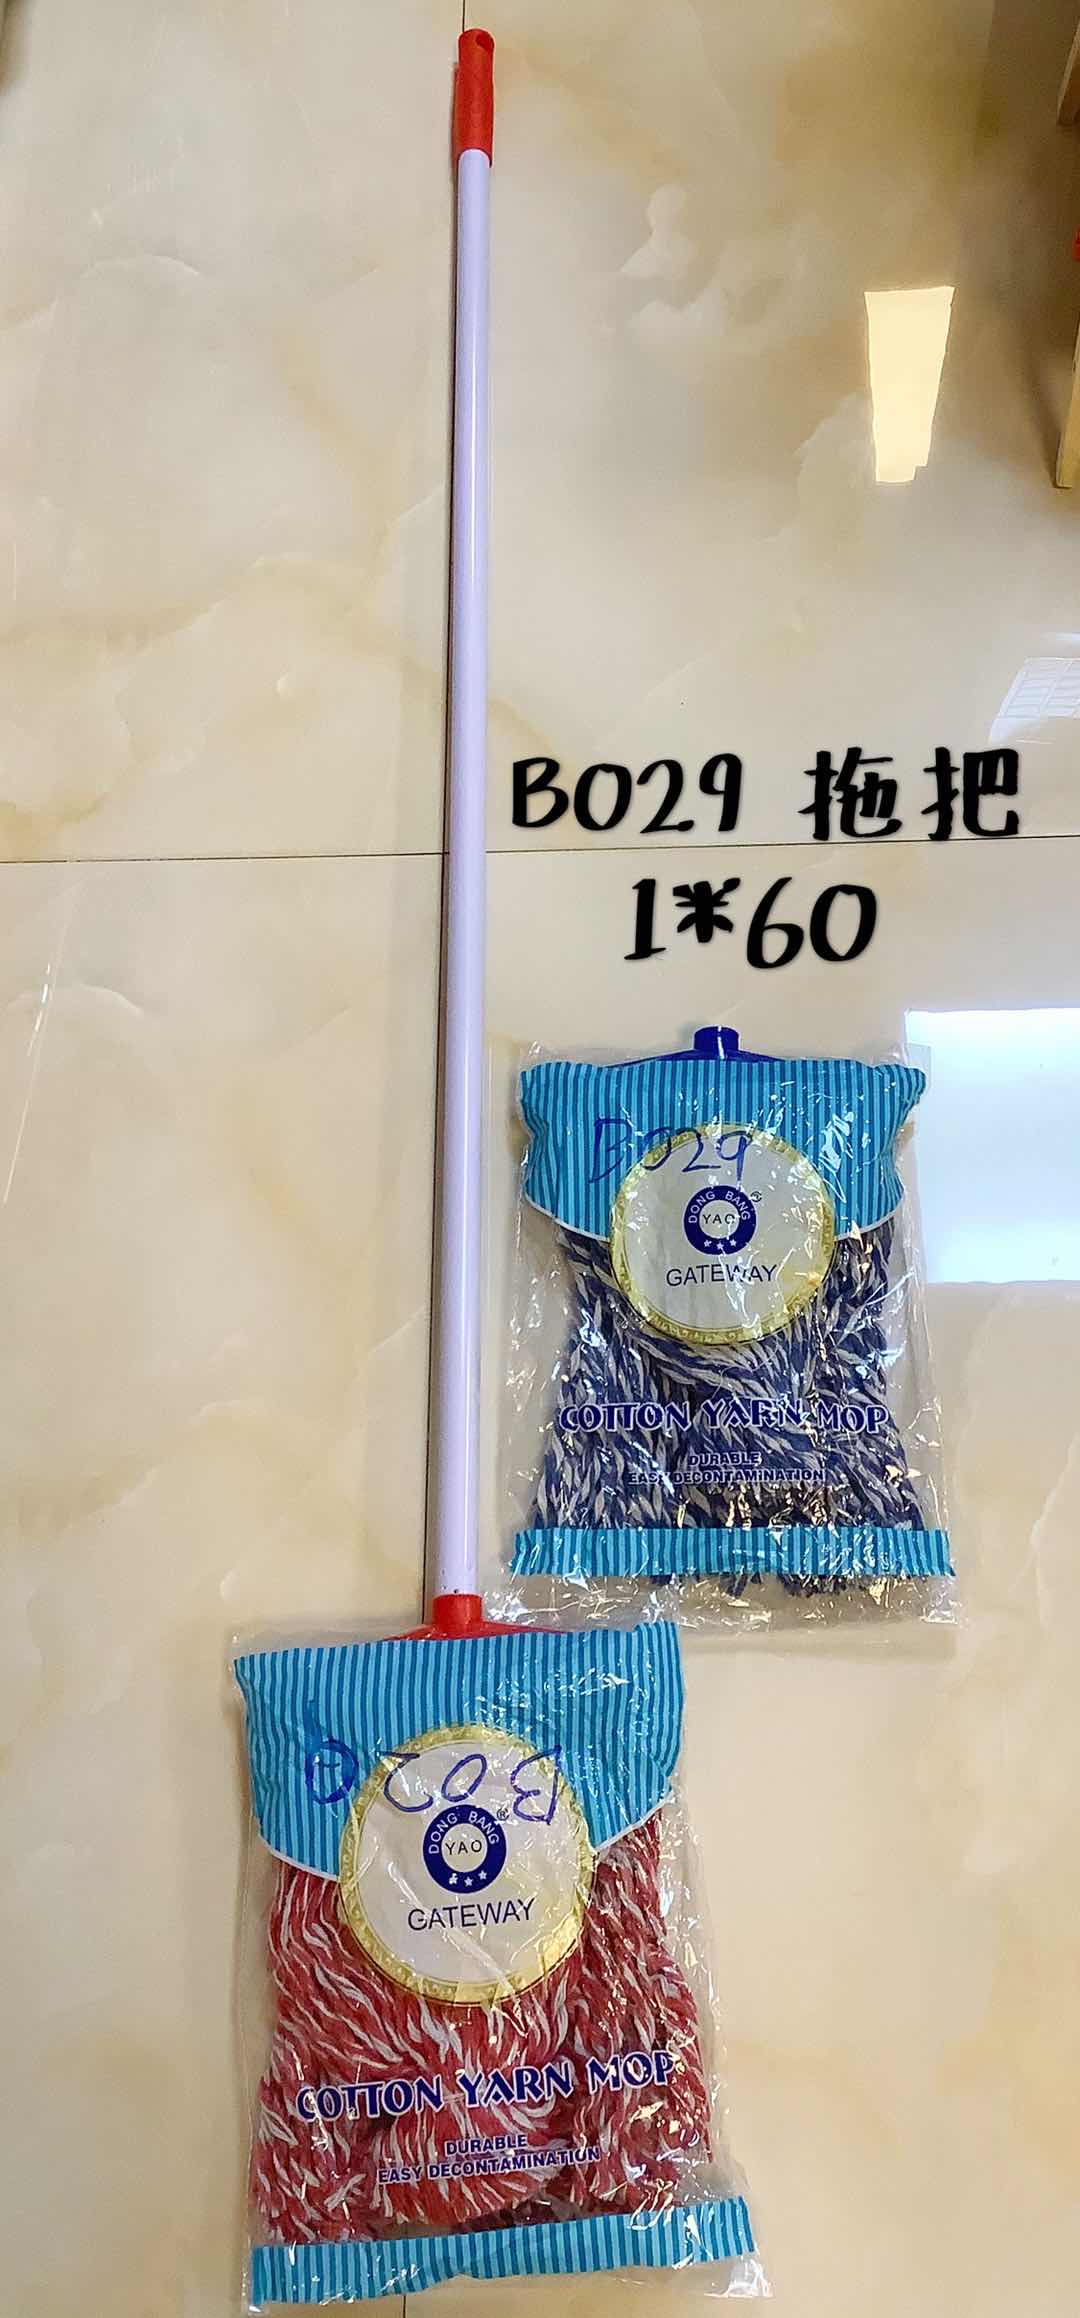 B029 拖把
1*60
B029
DONG BANG
YAO
®
GATEWAY
COTTON YARN MOP
DURABLE
EASY DECONTAMINATION
B029
DONG BANG ®
YAO
GATEWAY
COTTON YARN MOP
DURABLE
EASY DECONTAMINATION